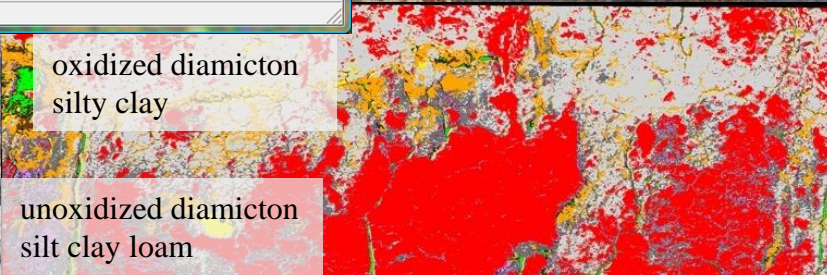 oxidized diamicton
silty clay
unoxidized diamicton
silt clay loam